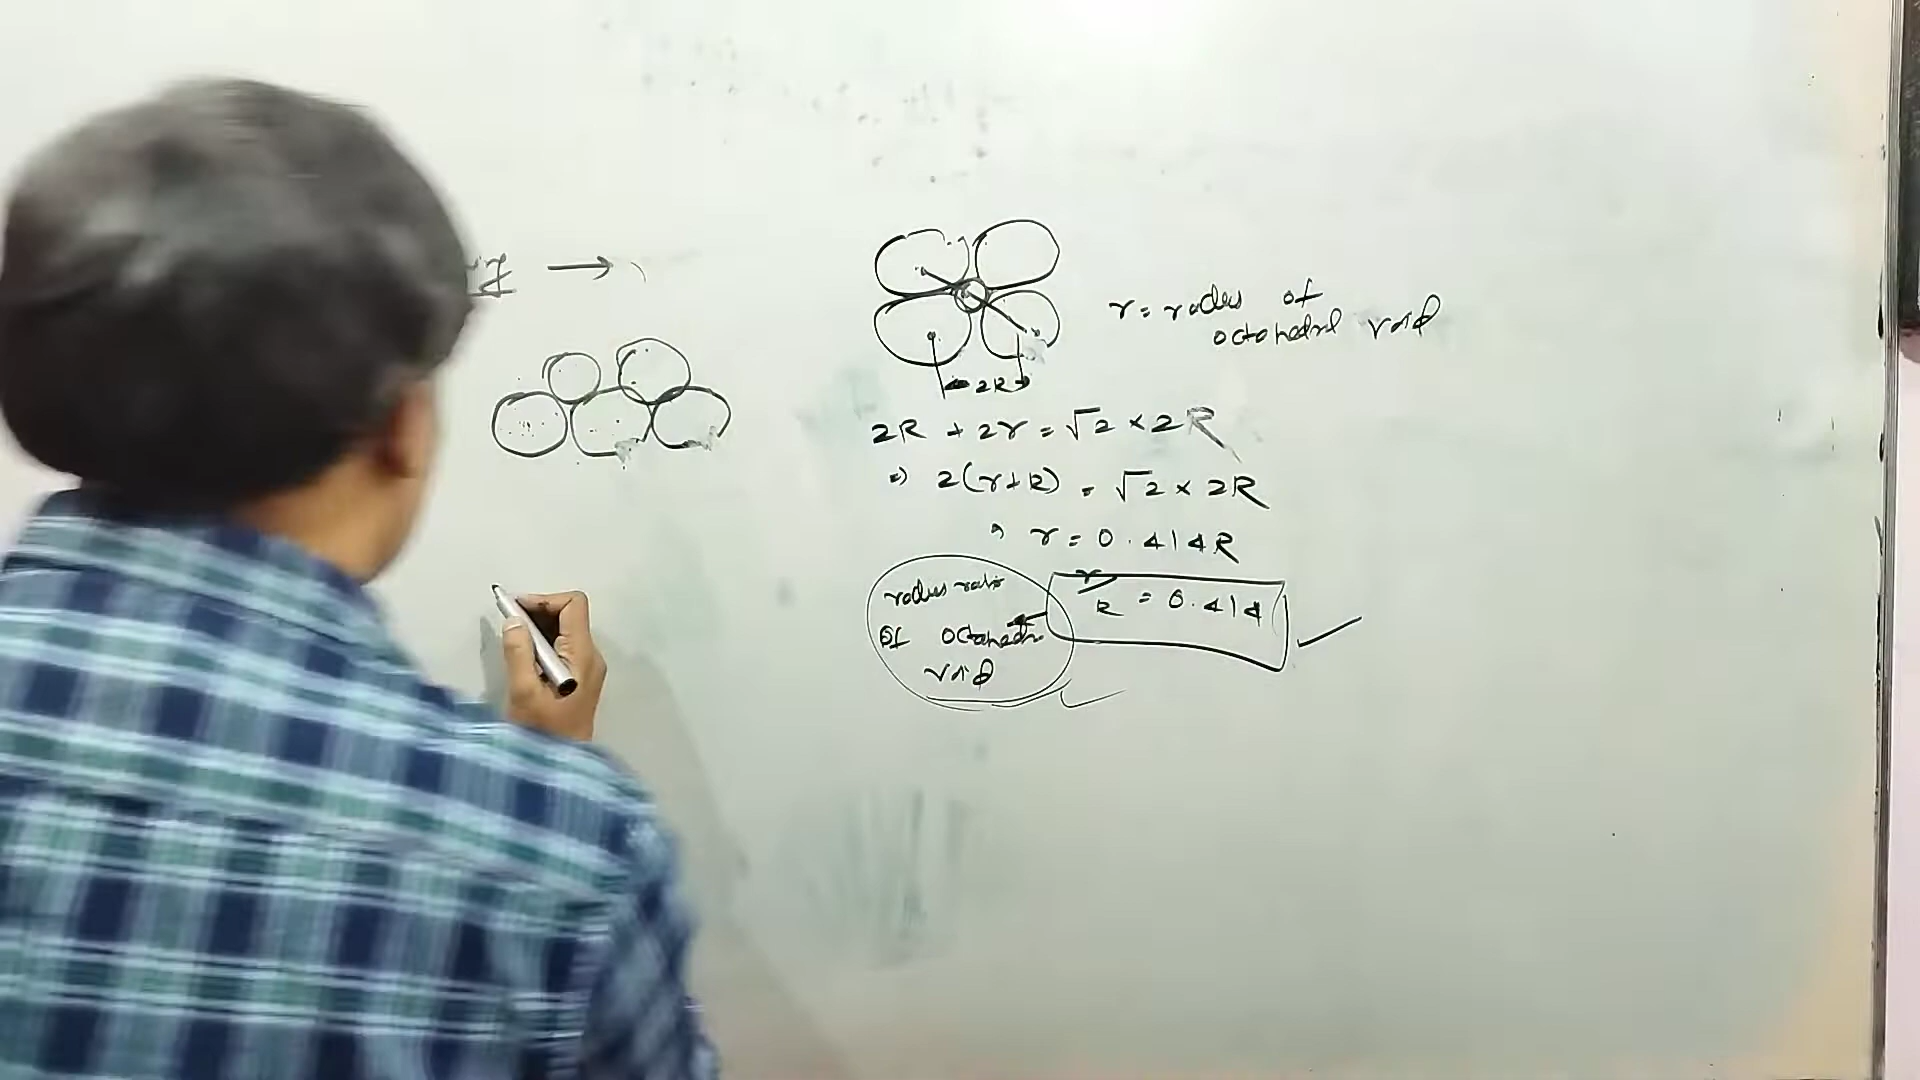 →
2R
r = radius of
octahedral void
2R + 2r = √2 × 2R
⇒ 2(r+R) = √2 × 2R
r = 0.414R
r/R = 0.414
radius ratio
of octahedral
void